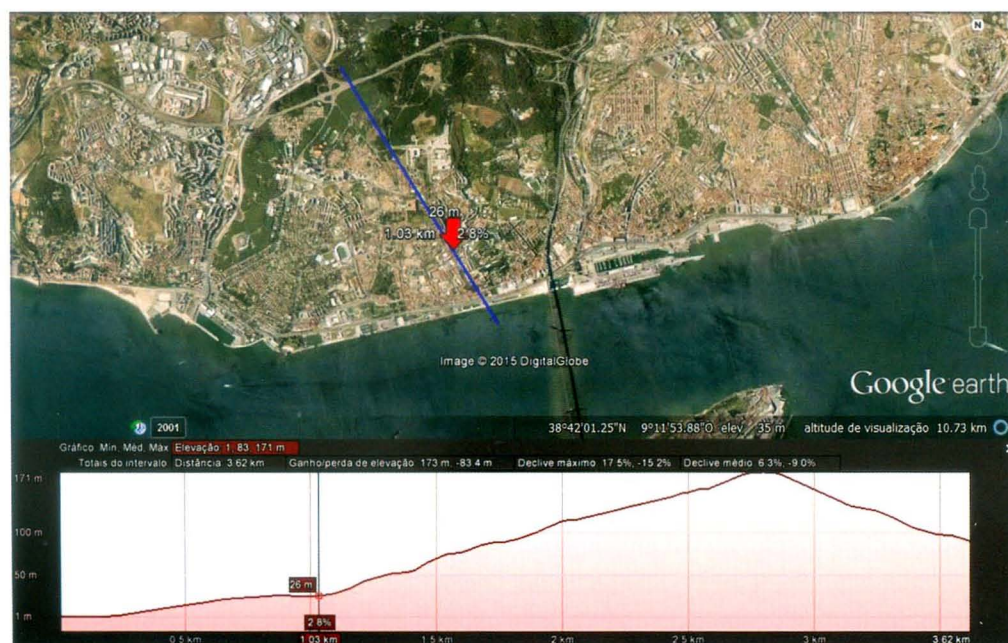 N
26 m
1.03 km 2.8%
Image © 2015 DigitalGlobe
Google earth
2001 38°42'01.25"N 9°11'53.88"O elev 35 m altitude de visualização 10.73 km
Gráfico Min, Méd, Máx Elevação 1, 83, 171 m
Totais do intervalo Distância: 3.62 km Ganho/perda de elevação 173 m, -83.4 m Declive máximo 17.5%, -15.2% Declive médio 6.3%, -9.0%
171 m
100 m
50 m
26 m
1 m
2.8%
0.5 km 1.03 km 1.5 km 2 km 2.5 km 3 km 3.62 km